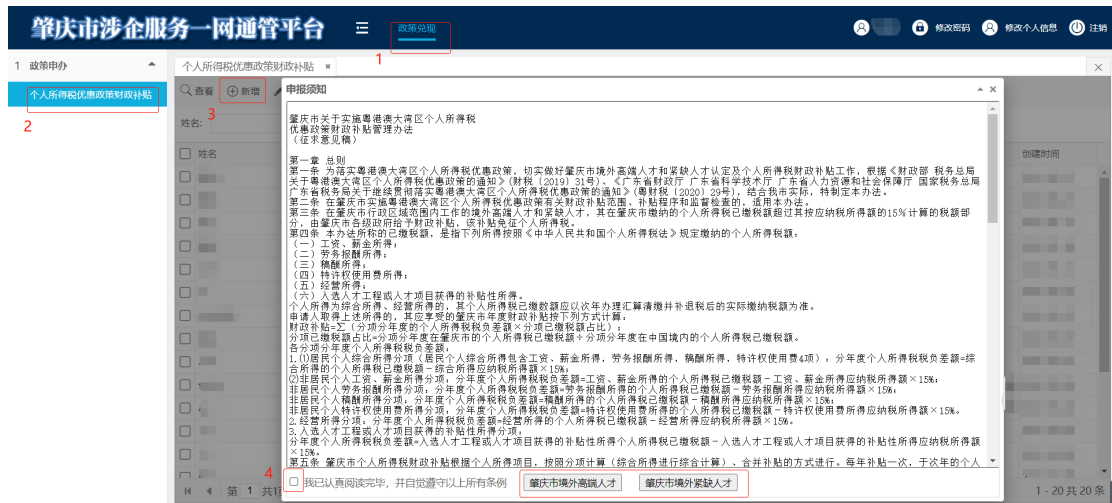 肇庆市涉企服务一网通管平台
政策兑现
修改密码
修改个人信息
注销
1
1 政策申办
个人所得税优惠政策财政补贴 ×
×
个人所得税优惠政策财政补贴
2
查看
新增
3
姓名:
姓名
创建时间
申报须知
肇庆市关于实施粤港澳大湾区个人所得税
优惠政策财政补贴管理办法
（征求意见稿）
第一章 总则
第一条 为落实粤港澳大湾区个人所得税优惠政策，切实做好肇庆市境外高端人才和紧缺人才认定及个人所得税财政补贴工作，根据《财政部 税务总局
关于粤港澳大湾区个人所得税优惠政策的通知》（财税〔2019〕31号）、《广东省财政厅 广东省科学技术厅 广东省人力资源和社会保障厅 国家税务总局
广东省税务局关于继续贯彻落实粤港澳大湾区个人所得税优惠政策的通知》（粤财税〔2020〕29号），结合我市实际，特制定本办法。
第二条 在肇庆市实施粤港澳大湾区个人所得税优惠政策有关财政补贴范围、补贴程序和监督检查的，适用本办法。
第三条 在肇庆市行政区域范围内工作的境外高端人才和紧缺人才，其在肇庆市缴纳的个人所得税已缴税额超过其按应纳税所得额的15%计算的税额部
分，由肇庆市各级政府给予财政补贴，该补贴免征个人所得税。
第四条 本办法所称的已缴税额，是指下列所得按照《中华人民共和国个人所得税法》规定缴纳的个人所得税额：
（一）工资、薪金所得；
（二）劳务报酬所得；
（三）稿酬所得；
（四）特许权使用费所得；
（五）经营所得；
（六）入选人才工程或人才项目获得的补贴性所得。
个人所得为综合所得、经营所得的，其个人所得税已缴数额应以次年办理汇算清缴并补退税后的实际缴纳税额为准。
申请人取得上述所得的，其应享受的肇庆市年度财政补贴按下列方式计算：
财政补贴=∑（分项分年度的个人所得税税负差额×分项已缴税额占比）；
分项已缴税额占比=分项分年度在肇庆市的个人所得税已缴税额÷分项分年度在中国境内的个人所得税已缴税额。
各分项分年度个人所得税税负差额：
1.⑴居民个人综合所得分项（居民个人综合所得包含工资、薪金所得，劳务报酬所得，稿酬所得，特许权使用费4项）；分年度个人所得税税负差额=综
合所得的个人所得税已缴税额－综合所得应纳税所得额×15%；
⑵非居民个人工资、薪金所得分项，分年度个人所得税税负差额=工资、薪金所得的个人所得税已缴税额－工资、薪金所得应纳税所得额×15%；
非居民个人劳务报酬所得分项，分年度个人所得税税负差额=劳务报酬所得的个人所得税已缴税额－劳务报酬所得应纳税所得额×15%；
非居民个人稿酬所得分项，分年度个人所得税税负差额=稿酬所得的个人所得税已缴税额－稿酬所得应纳税所得额×15%；
非居民个人特许权使用费所得分项，分年度个人所得税税负差额=特许权使用费所得的个人所得税已缴税额－特许权使用费所得应纳税所得额×15%。
2.经营所得分项，分年度个人所得税税负差额=经营所得的个人所得税已缴税额－经营所得应纳税所得额×15%。
3.入选人才工程或人才项目获得的补贴性所得分项，
分年度个人所得税税负差额=入选人才工程或人才项目获得的补贴性所得个人所得税已缴税额－入选人才工程或人才项目获得的补贴性所得应纳税所得额
×15%。
第五条 肇庆市个人所得税财政补贴根据个人所得项目，按照分项计算（综合所得进行综合计算）、合并补贴的方式进行。每年补贴一次，于次年的个人
4
我已认真阅读完毕，并自觉遵守以上所有条例
肇庆市境外高端人才
肇庆市境外紧缺人才
第 1 共1
1 - 20 共 20 条